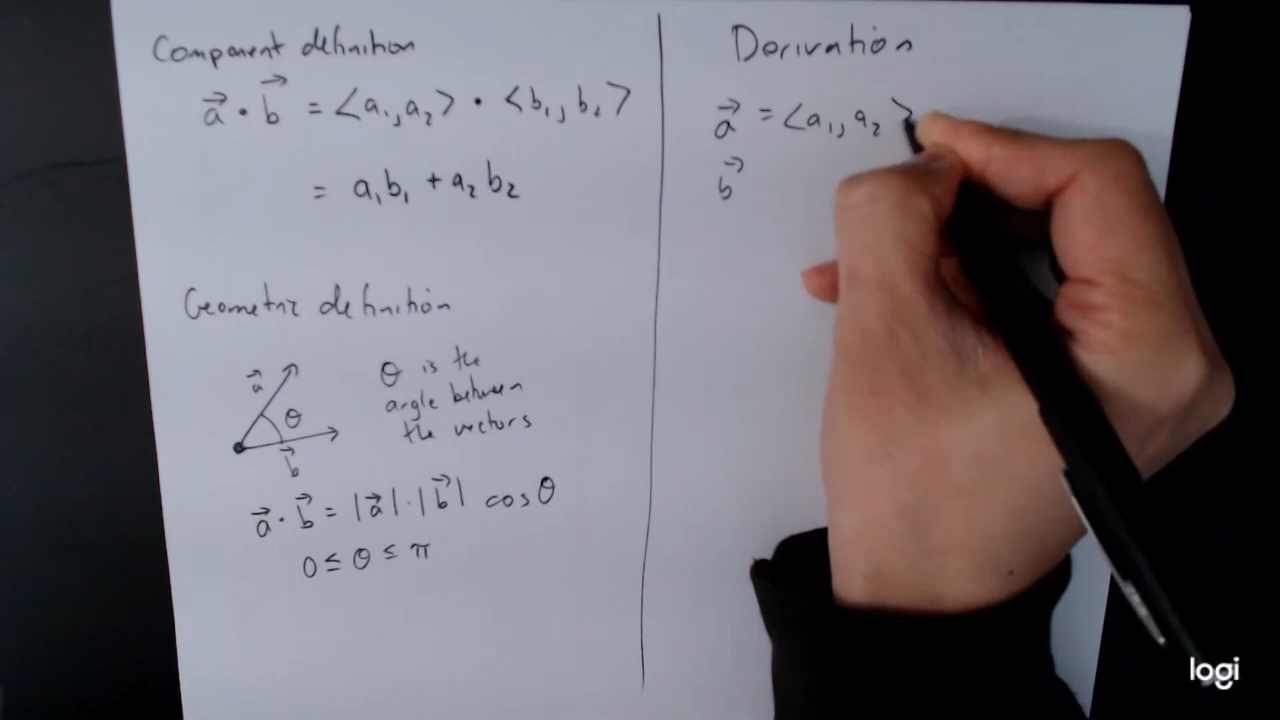 Component definition
a⃗ · b⃗ = <a₁, a₂> · <b₁, b₂>
= a₁b₁ + a₂b₂
Geometric definition
a⃗
θ
b⃗
θ is the
angle between
the vectors
a⃗ · b⃗ = |a⃗| · |b⃗| cos θ
0 ≤ θ ≤ π
Derivation
a⃗ = <a₁, a₂>
b⃗
logi